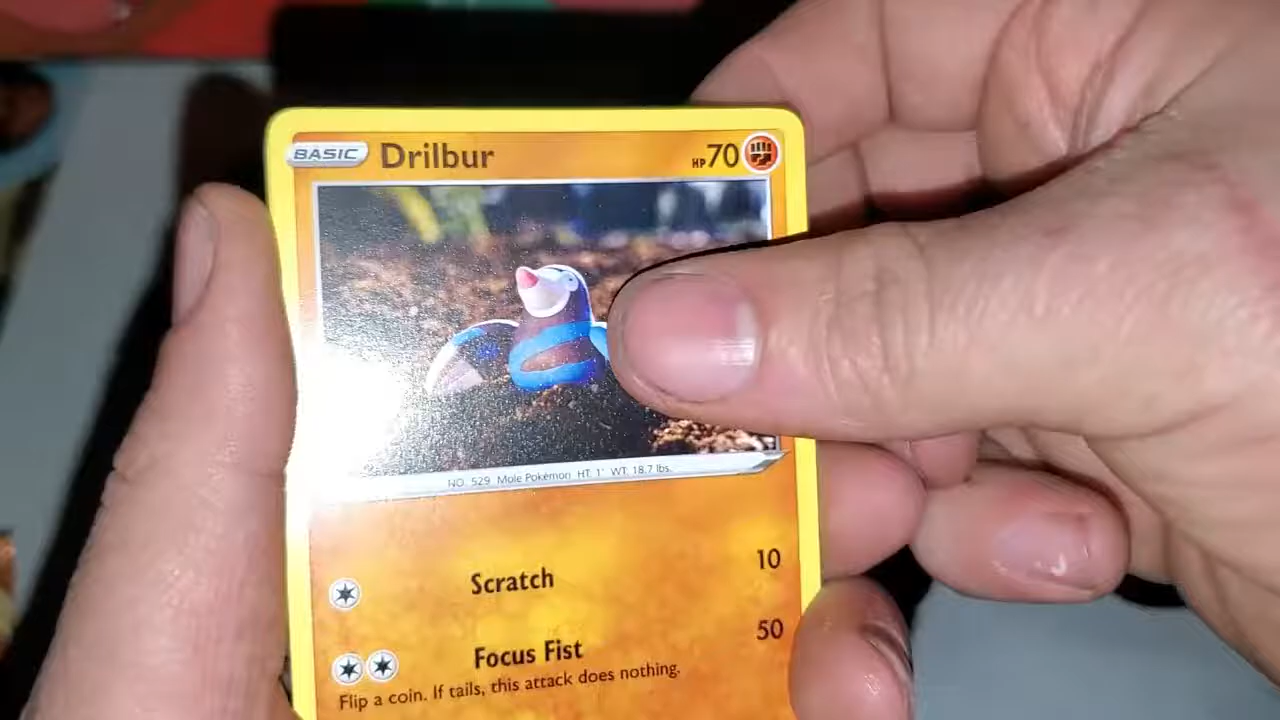 BASIC Drilbur HP 70
NO. 529 Mole Pokémon HT: 1' WT: 18.7 lbs.
Scratch 10
Focus Fist 50
Flip a coin. If tails, this attack does nothing.